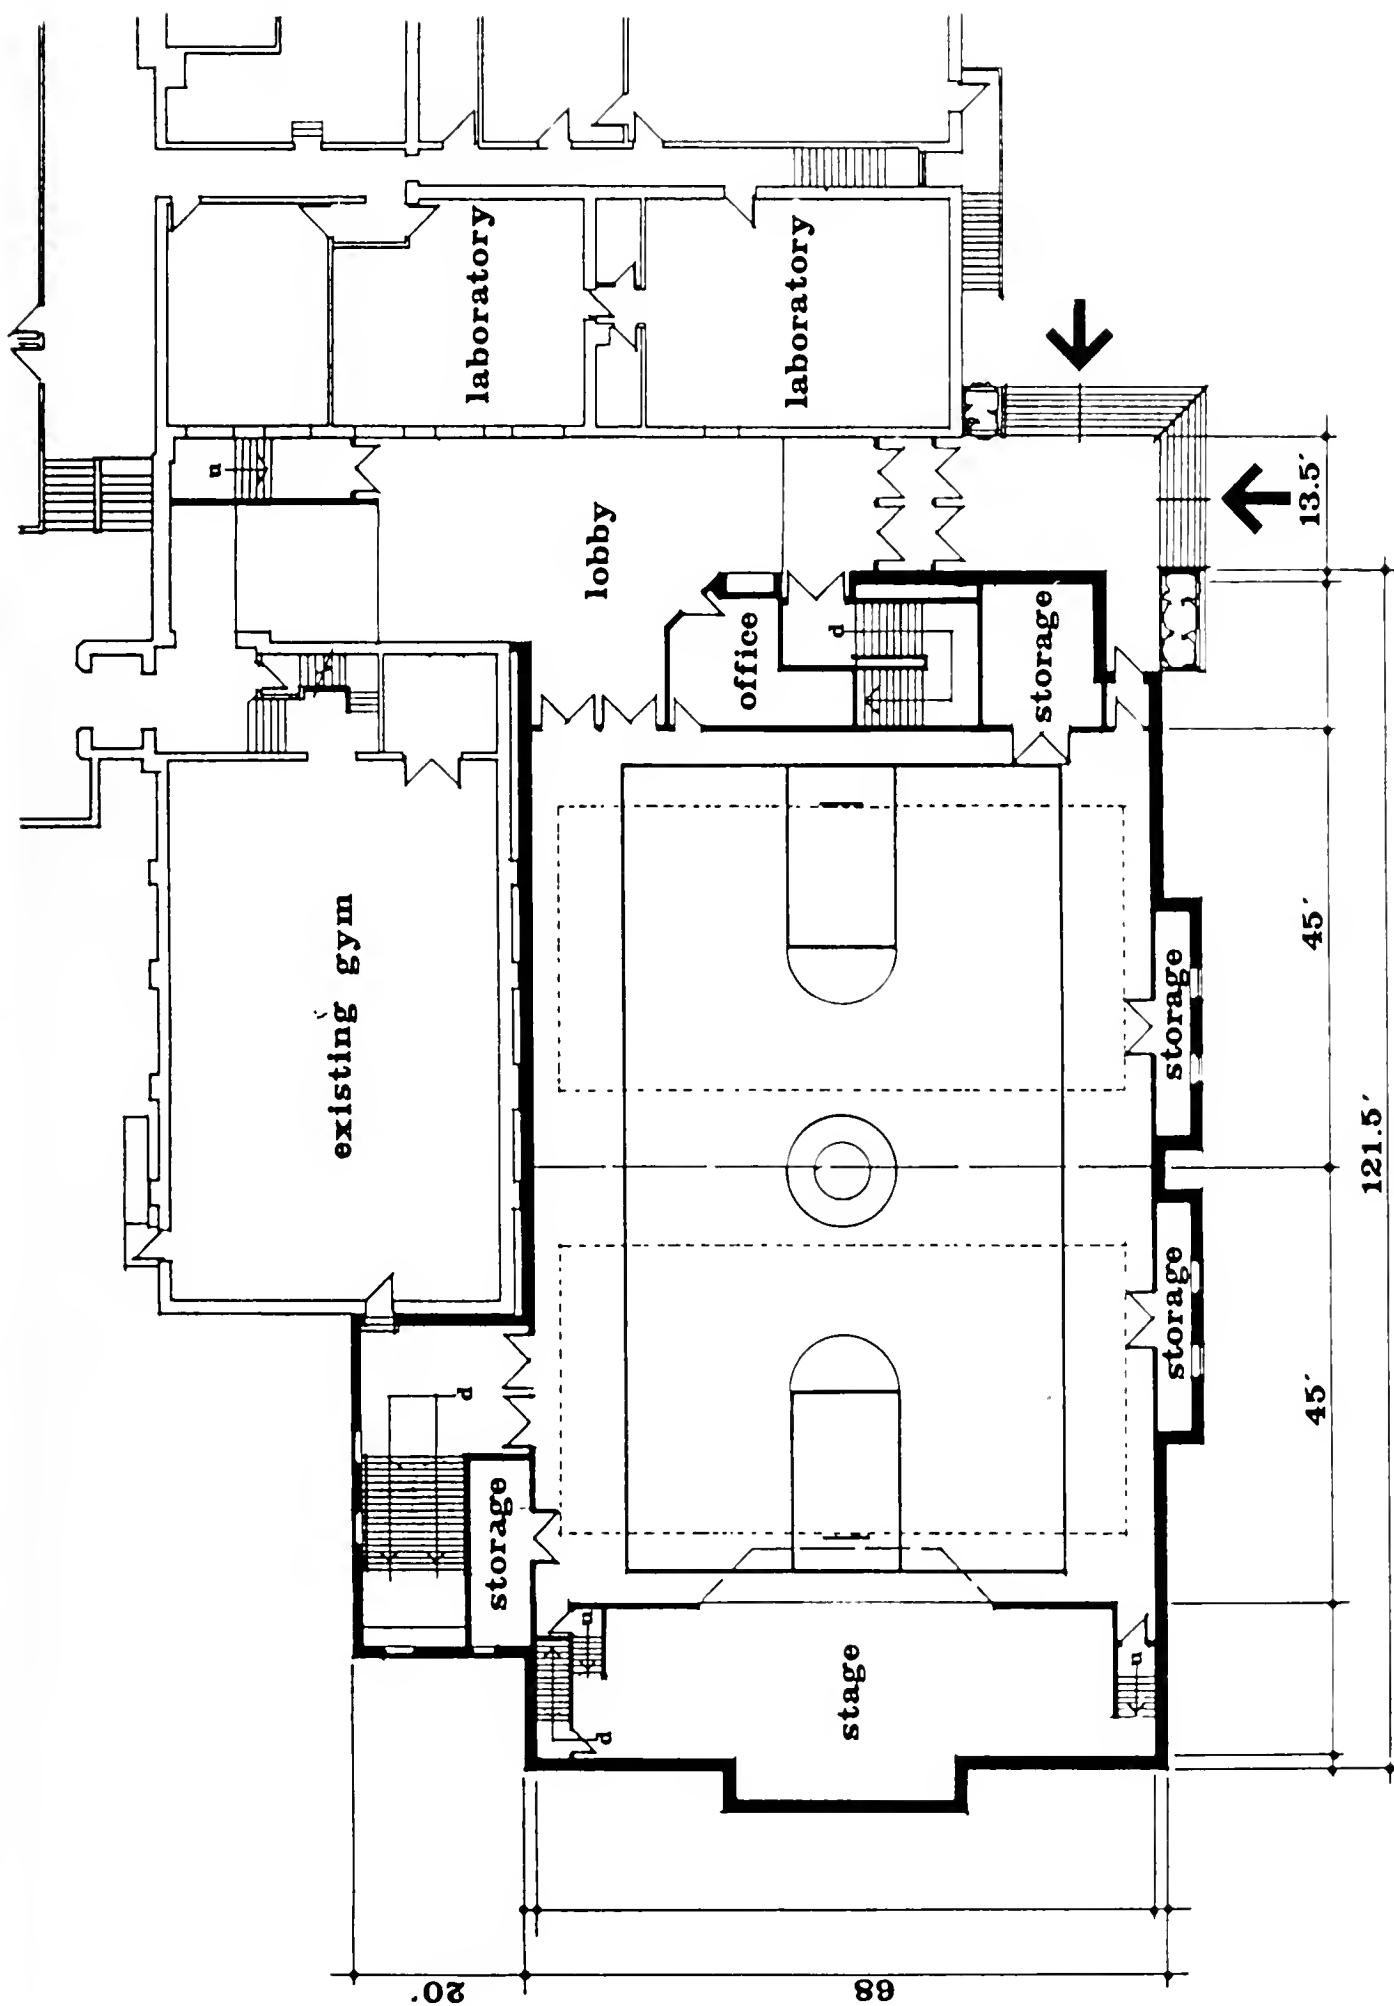 laboratory
laboratory
u
lobby
13.5´
office
d
storage
existing gym
45´
storage
121.5´
storage
45´
d
storage
u
u
stage
d
20'
68